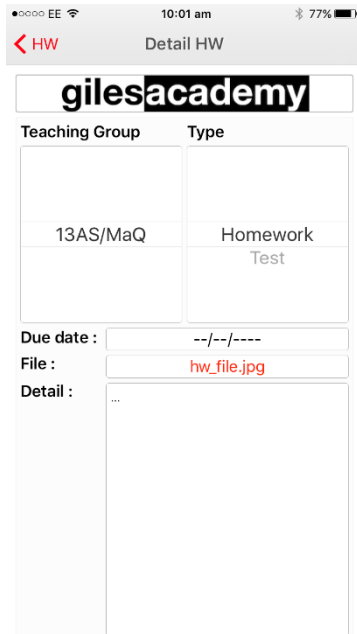 EE 10:01 am 77%
HW Detail HW
gilesacademy
Teaching Group Type
13AS/MaQ Homework
Test
Due date : --/--/----
File : hw_file.jpg
Detail : ...